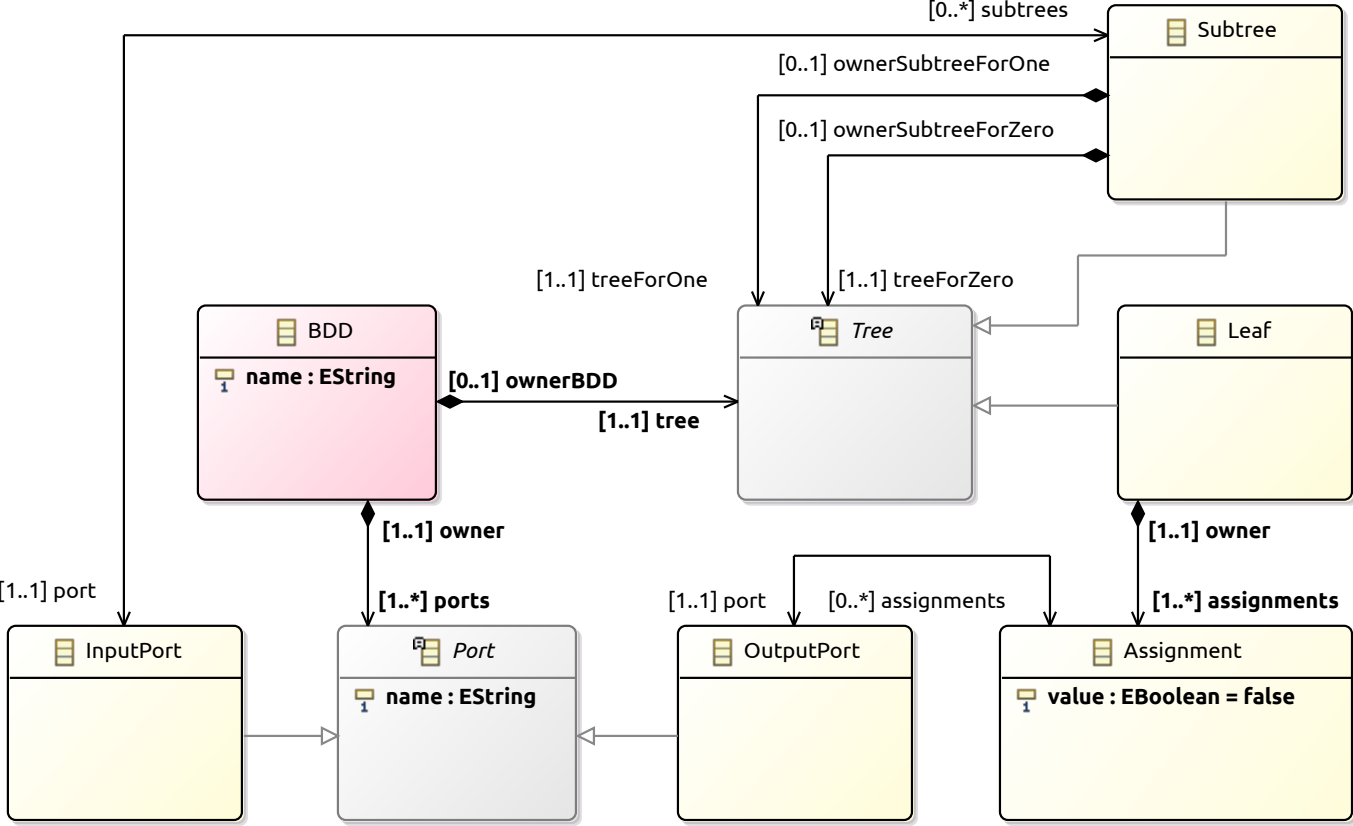 [0..*] subtrees
Subtree
[0..1] ownerSubtreeForOne
[0..1] ownerSubtreeForZero
[1..1] treeForOne
[1..1] treeForZero
BDD
name : EString
[0..1] ownerBDD
[1..1] tree
Tree
Leaf
[1..1] owner
[1..1] owner
[1..1] port
[1..*] ports
[1..1] port
[0..*] assignments
[1..*] assignments
InputPort
Port
name : EString
OutputPort
Assignment
value : EBoolean = false